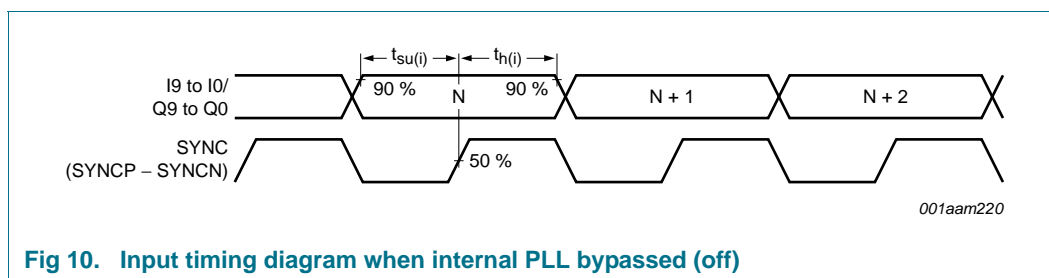 tsu(i) th(i)
I9 to I0/
Q9 to Q0
90 % N 90 % N + 1 N + 2
SYNC
(SYNCP − SYNCN)
50 %
001aam220
Fig 10. Input timing diagram when internal PLL bypassed (off)